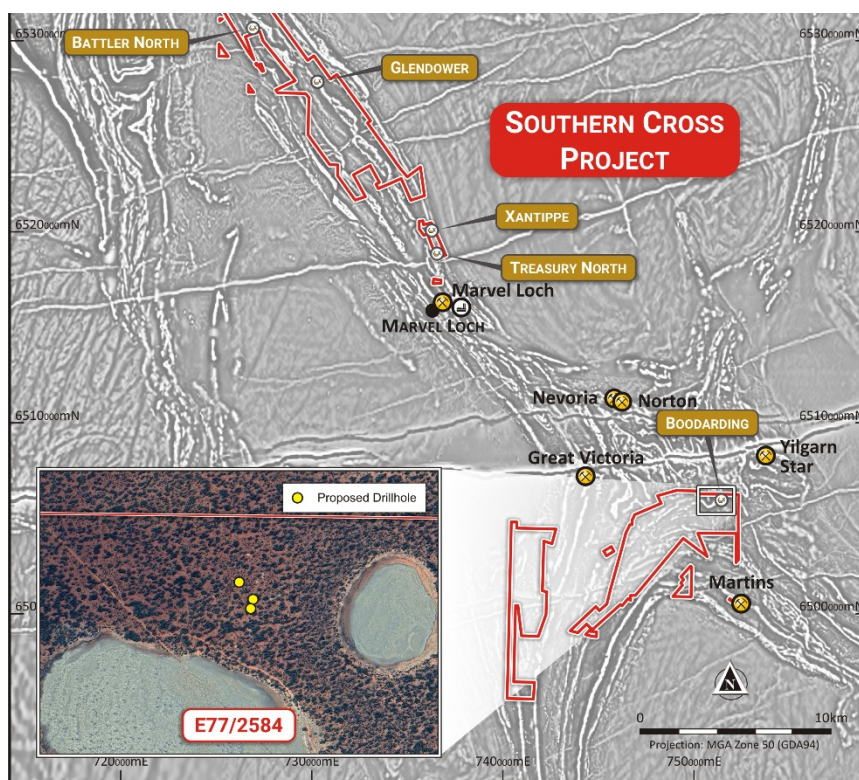 6530000mN
6530000mN
BATTLER NORTH
GLENDOWER
SOUTHERN CROSS
PROJECT
6520000mN
6520000mN
XANTIPPE
TREASURY NORTH
Marvel Loch
MARVEL LOCH
Nevoria
Norton
6510000mN
6510000mN
BOODARDING
Great Victoria
Yilgarn
Star
Proposed Drillhole
Martins
6500000mN
E77/2584
N
0
10km
Projection: MGA Zone 50 (GDA94)
720000mE
730000mE
740000mE
750000mE